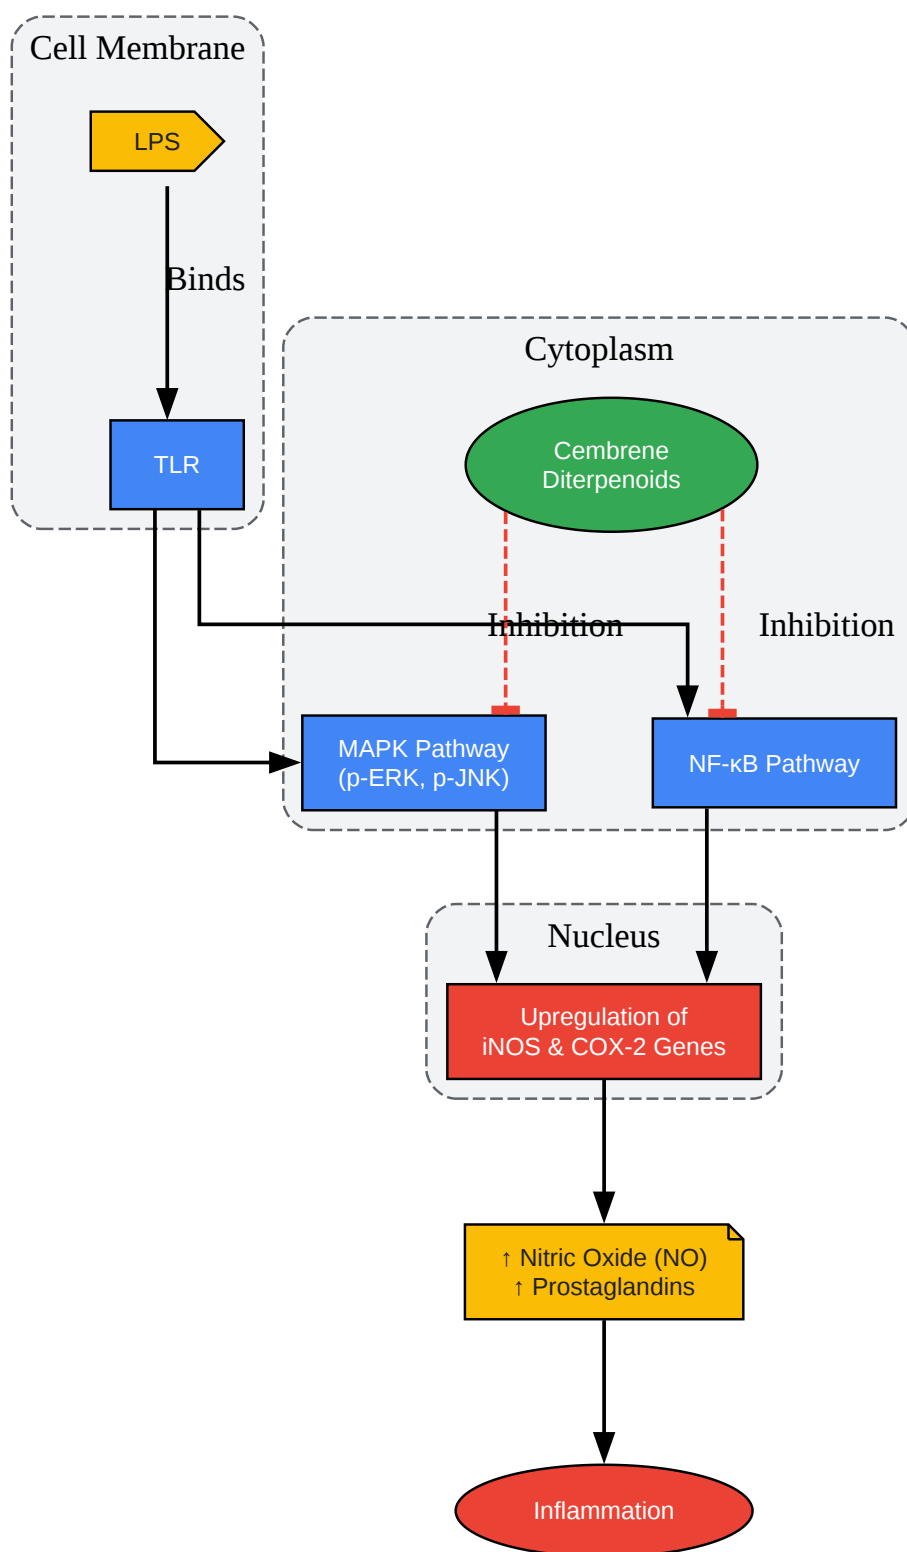 Cell Membrane
LPS
Binds
TLR
Cytoplasm
Cembrene
Diterpenoids
Inhibition
Inhibition
MAPK Pathway
(p-ERK, p-JNK)
NF-κB Pathway
Nucleus
Upregulation of
iNOS & COX-2 Genes
↑ Nitric Oxide (NO)
↑ Prostaglandins
Inflammation